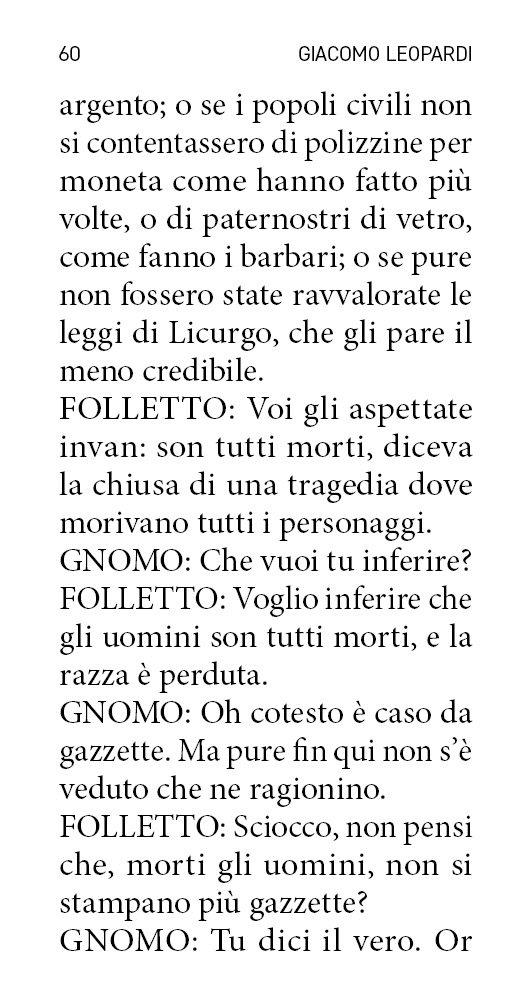 60 GIACOMO LEOPARDI
argento; o se i popoli civili non
si contentassero di polizzine per
moneta come hanno fatto più
volte, o di paternostri di vetro,
come fanno i barbari; o se pure
non fossero state ravvalorate le
leggi di Licurgo, che gli pare il
meno credibile.
FOLLETTO: Voi gli aspettate
invan: son tutti morti, diceva
la chiusa di una tragedia dove
morivano tutti i personaggi.
GNOMO: Che vuoi tu inferire?
FOLLETTO: Voglio inferire che
gli uomini son tutti morti, e la
razza è perduta.
GNOMO: Oh cotesto è caso da
gazzette. Ma pure fin qui non s’è
veduto che ne ragionino.
FOLLETTO: Sciocco, non pensi
che, morti gli uomini, non si
stampano più gazzette?
GNOMO: Tu dici il vero. Or